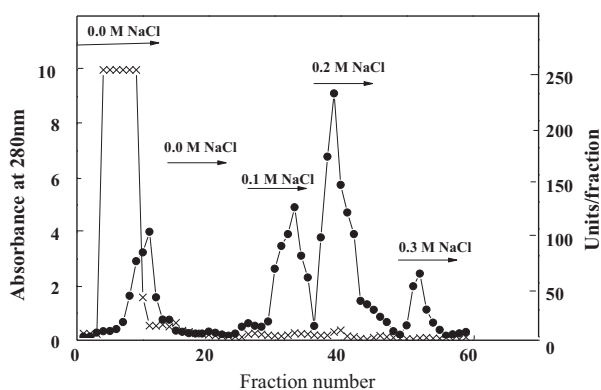 0.0 M NaCl
0.2 M NaCl
0.0 M NaCl
0.1 M NaCl
0.3 M NaCl
Absorbance at 280nm
10
8
6
4
2
0
Units/fraction
250
200
150
100
50
0
0
20
40
60
Fraction number